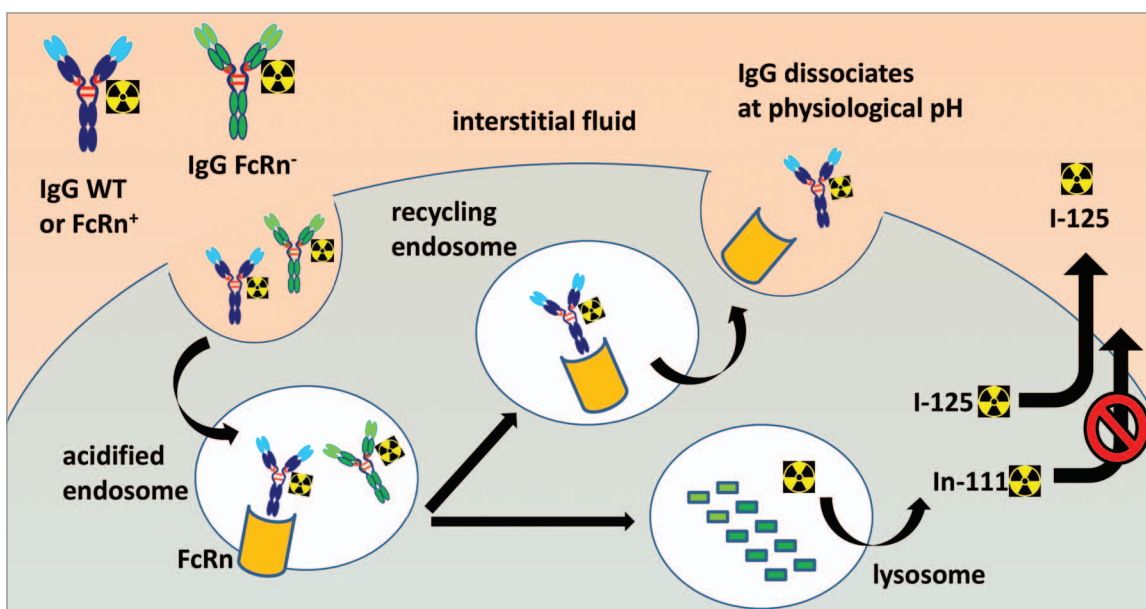 IgG WT
or FcRn⁺
IgG FcRn⁻
interstitial fluid
IgG dissociates
at physiological pH
I-125
recycling
endosome
acidified
endosome
FcRn
I-125
In-111
lysosome